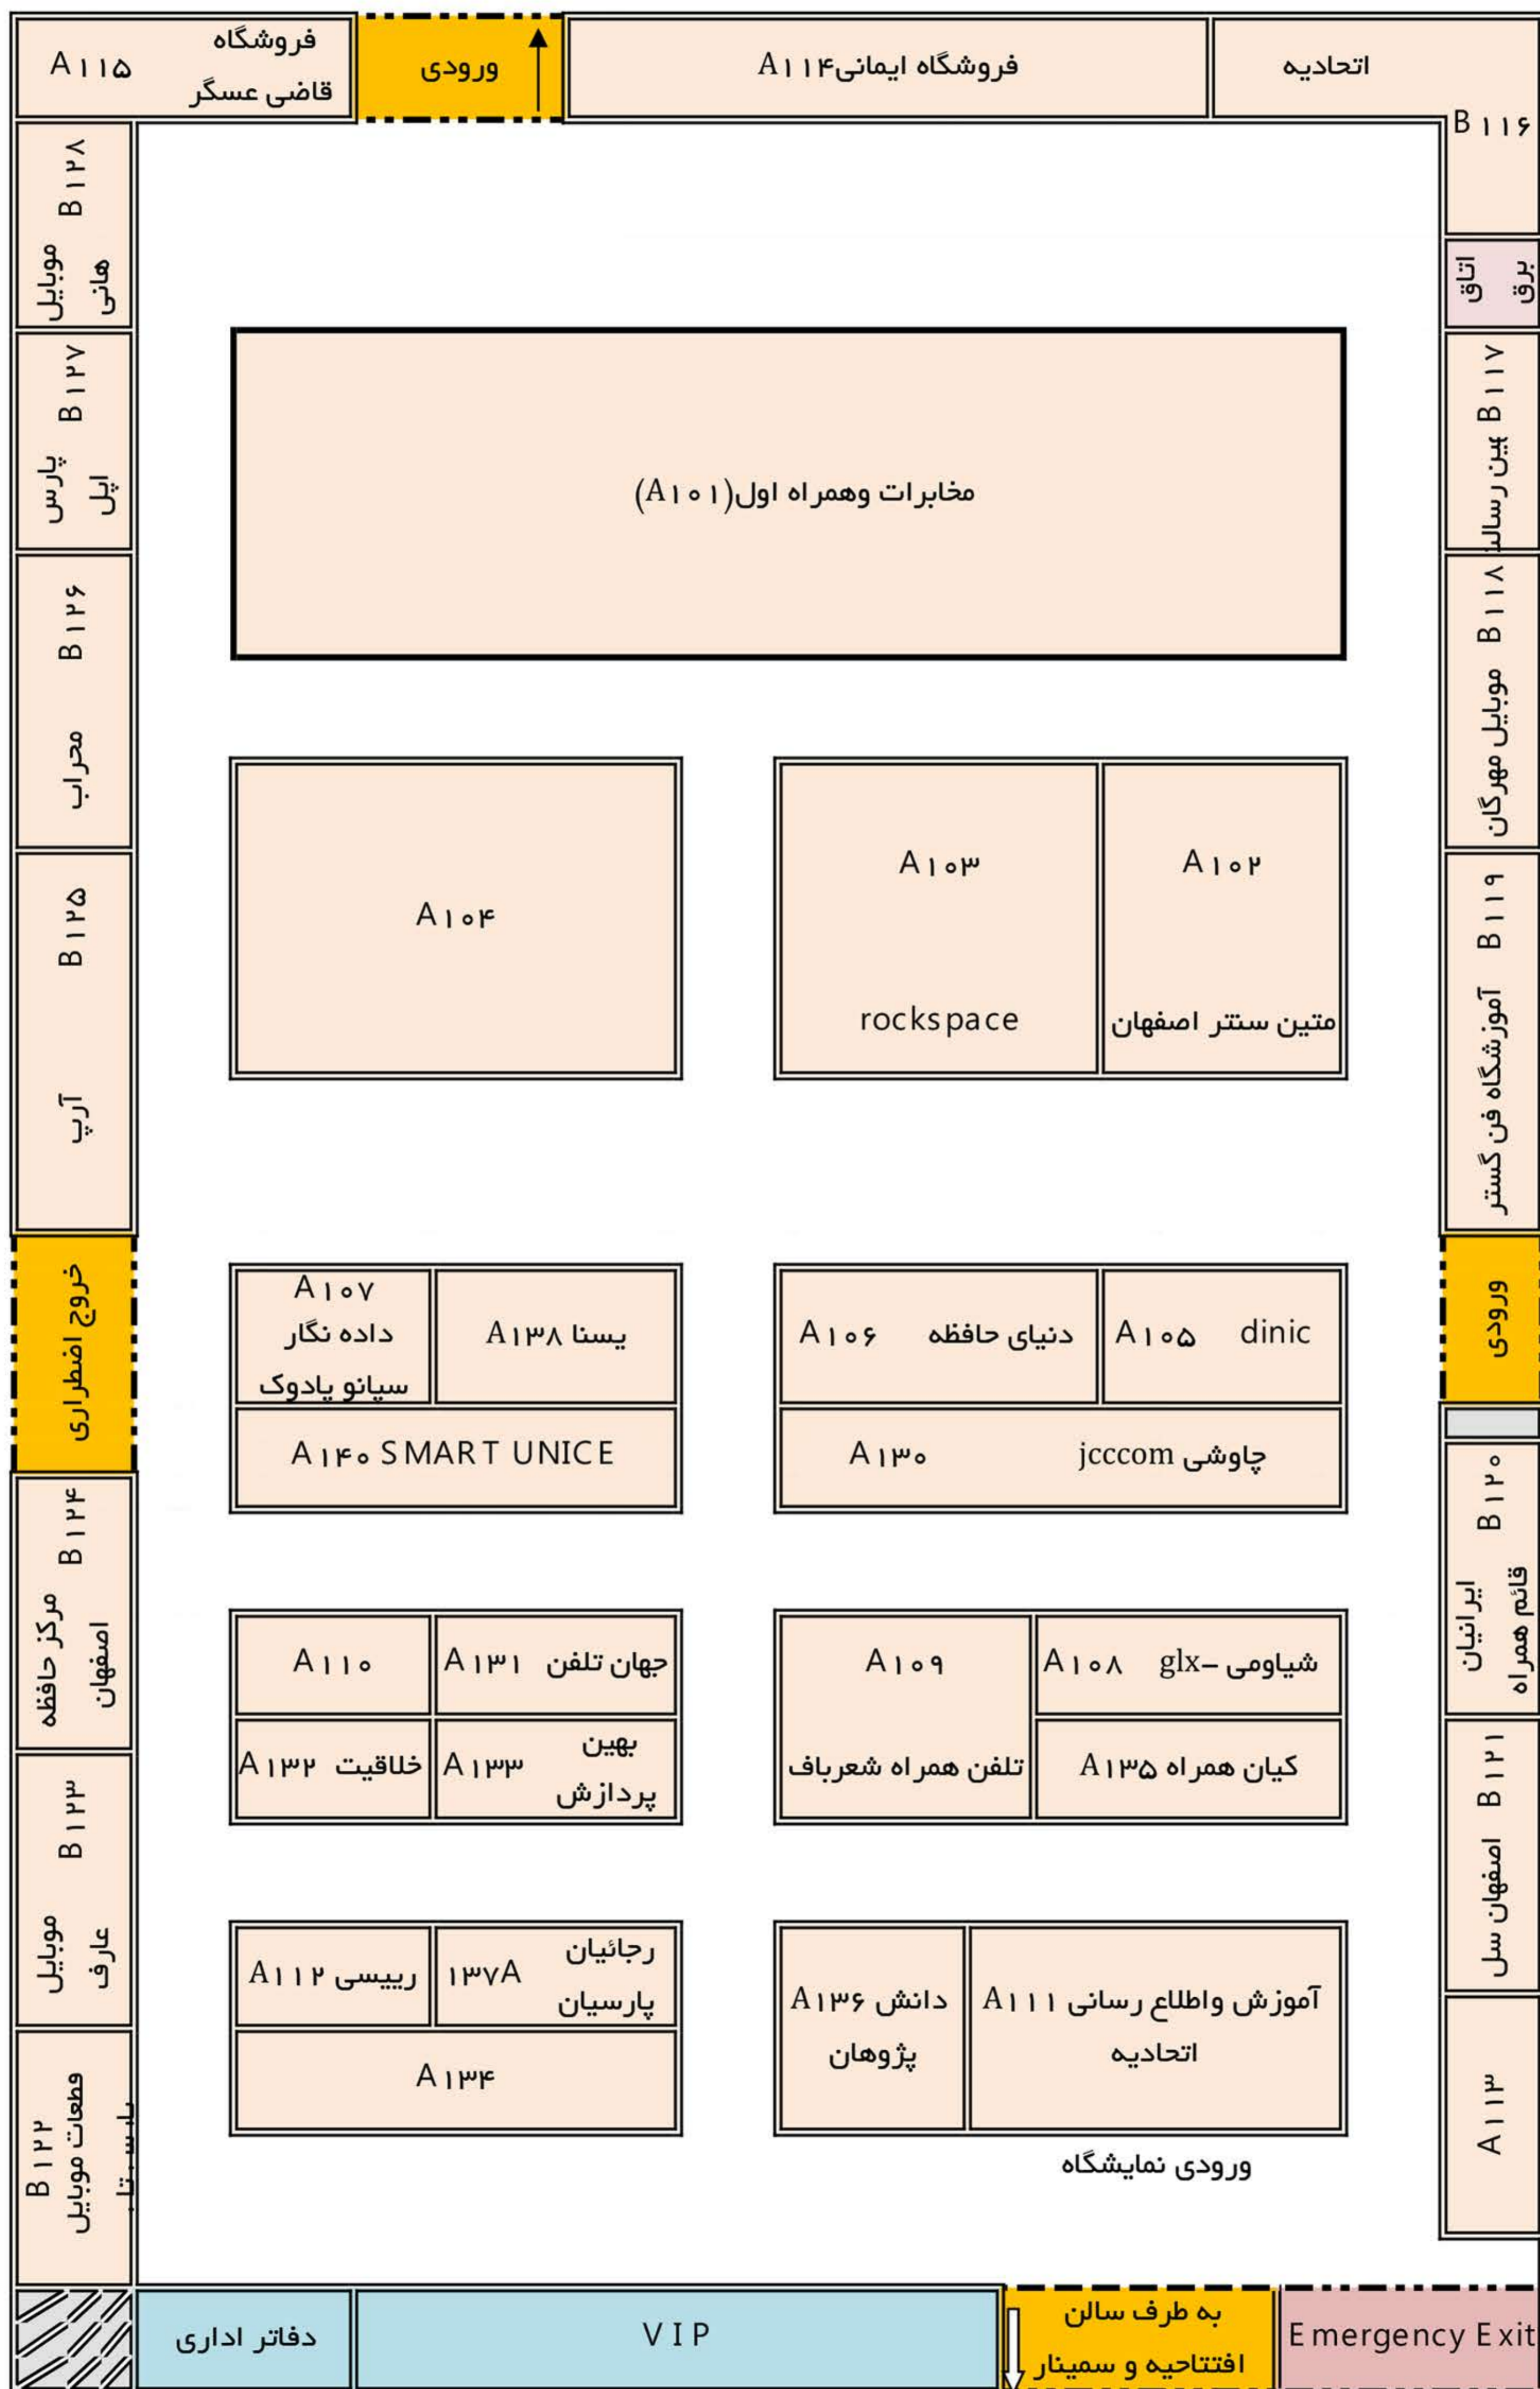 فروشگاه
قاضی عسگر
A۱۱۵
ورودی
فروشگاه ایمانی A۱۱۴
اتحادیه
B ۱۱۶
اتاق
برق
B ۱۲۸
موبایل
هانی
B ۱۲۷
پارس
اپل
B ۱۲۶
محراب
B ۱۲۵
آرپ
خروج اضطراری
B ۱۲۴
مرکز حافظه
اصفهان
B ۱۲۳
موبایل
عارف
B ۱۲۲
قطعات موبایل
مخابرات وهمراه اول(A۱۰۱)
A۱۰۴
A۱۰۳
rockspace
A۱۰۲
متین سنتر اصفهان
A۱۰۷
داده نگار
سپانو پادوک
یسنا A۱۳۸
A۱۴۰ SMART UNICE
A۱۰۶ دنیای حافظه
A۱۰۵ dinic
A۱۳۰ چاوشی jcccom
A۱۱۰
جهان تلفن A۱۳۱
خلاقیت A۱۳۲
بهین
پردازش
A۱۳۳
A۱۰۹
تلفن همراه شعرباف
شیاومی –glx A۱۰۸
کیان همراه A۱۳۵
رییسی A۱۱۲
رجائیان
پارسیان
۱۳۷A
A۱۳۴
دانش A۱۳۶
پژوهان
آموزش واطلاع رسانی A۱۱۱
اتحادیه
ورودی نمایشگاه
B ۱۱۷ بین
B ۱۱۸ موبایل مهرگان
B ۱۱۹ آموزشگاه فن گستر
ورودی
B ۱۲۰
ایرانیان
قائم همراه
B ۱۲۱ اصفهان سل
A ۱۱۳
دفاتر اداری
VIP
به طرف سالن
افتتاحیه و سمینار
Emergency Exit